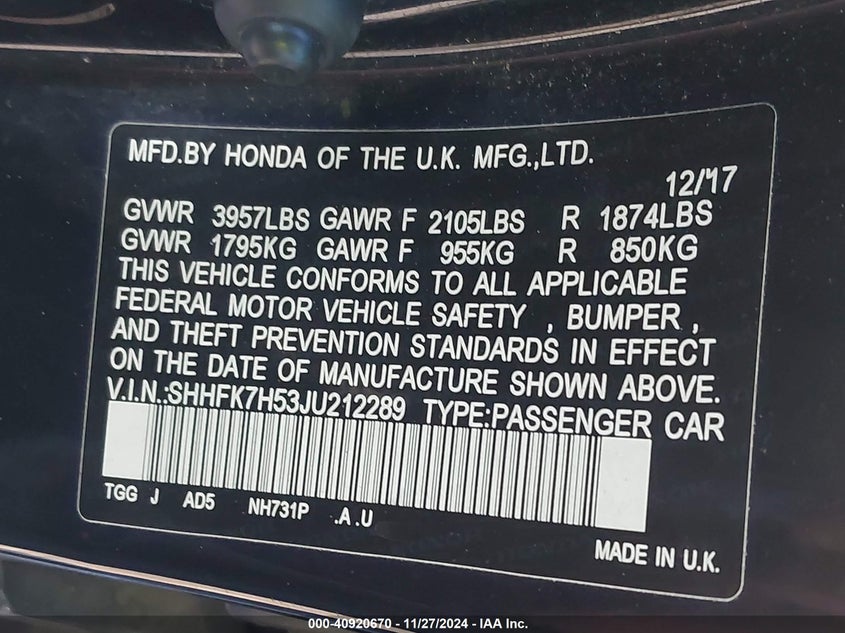 MFD.BY HONDA OF THE U.K. MFG.,LTD.
12/17
GVWR 3957LBS GAWR F 2105LBS R 1874LBS
GVWR 1795KG GAWR F 955KG R 850KG
THIS VEHICLE CONFORMS TO ALL APPLICABLE
FEDERAL MOTOR VEHICLE SAFETY , BUMPER ,
AND THEFT PREVENTION STANDARDS IN EFFECT
ON THE DATE OF MANUFACTURE SHOWN ABOVE.
V.I.N.:SHHFK7H53JU212289 TYPE:PASSENGER CAR
TGG J AD5 NH731P .A .U
MADE IN U.K.
000-40920670 — 11/27/2024 - IAA Inc.